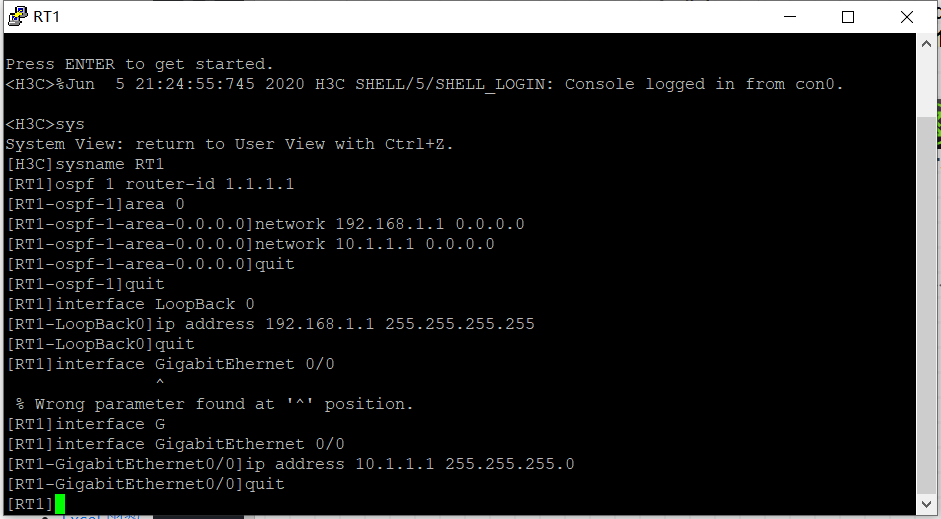 RT1
Press ENTER to get started.
<H3C>%Jun  5 21:24:55:745 2020 H3C SHELL/5/SHELL_LOGIN: Console logged in from con0.
<H3C>sys
System View: return to User View with Ctrl+Z.
[H3C]sysname RT1
[RT1]ospf 1 router-id 1.1.1.1
[RT1-ospf-1]area 0
[RT1-ospf-1-area-0.0.0.0]network 192.168.1.1 0.0.0.0
[RT1-ospf-1-area-0.0.0.0]network 10.1.1.1 0.0.0.0
[RT1-ospf-1-area-0.0.0.0]quit
[RT1-ospf-1]quit
[RT1]interface LoopBack 0
[RT1-LoopBack0]ip address 192.168.1.1 255.255.255.255
[RT1-LoopBack0]quit
[RT1]interface GigabitEhernet 0/0
               ^
 % Wrong parameter found at '^' position.
[RT1]interface G
[RT1]interface GigabitEthernet 0/0
[RT1-GigabitEthernet0/0]ip address 10.1.1.1 255.255.255.0
[RT1-GigabitEthernet0/0]quit
[RT1]